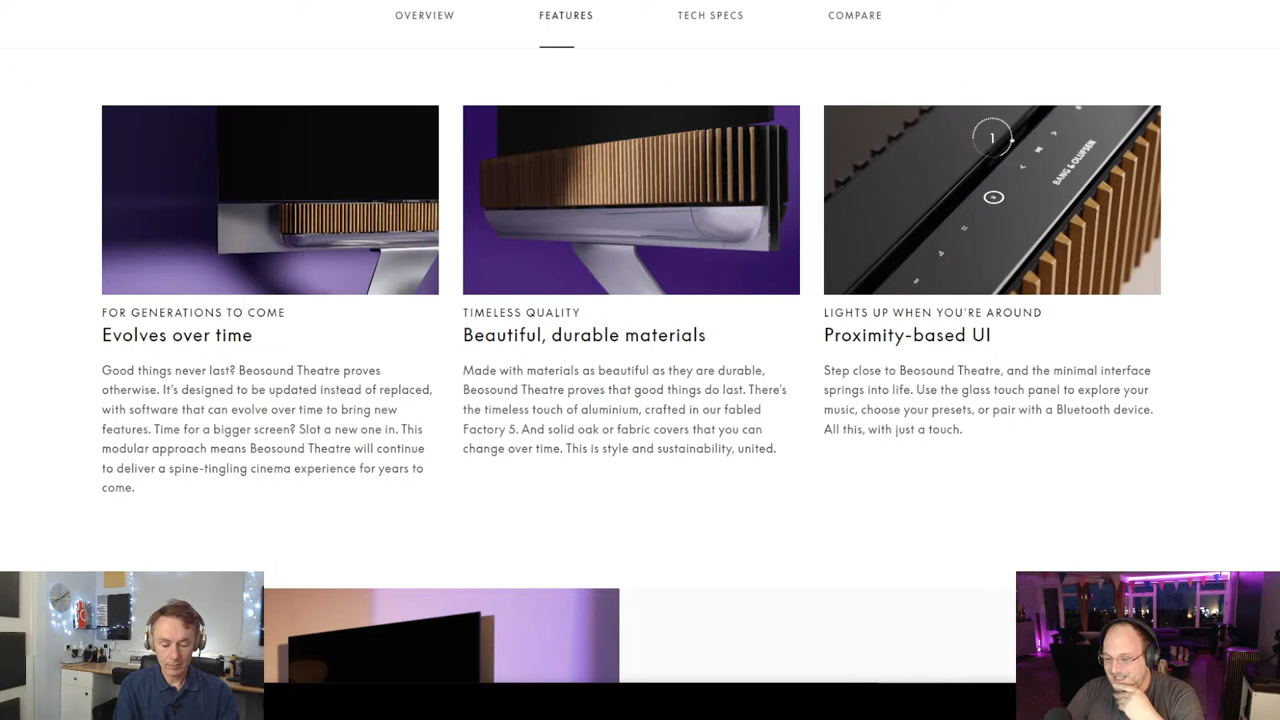 OVERVIEW
FEATURES
TECH SPECS
COMPARE
1
BANG & OLUFSEN
FOR GENERATIONS TO COME
Evolves over time
Good things never last? Beosound Theatre proves
otherwise. It's designed to be updated instead of replaced,
with software that can evolve over time to bring new
features. Time for a bigger screen? Slot a new one in. This
modular approach means Beosound Theatre will continue
to deliver a spine-tingling cinema experience for years to
come.
TIMELESS QUALITY
Beautiful, durable materials
Made with materials as beautiful as they are durable,
Beosound Theatre proves that good things do last. There's
the timeless touch of aluminium, crafted in our fabled
Factory 5. And solid oak or fabric covers that you can
change over time. This is style and sustainability, united.
LIGHTS UP WHEN YOU'RE AROUND
Proximity-based UI
Step close to Beosound Theatre, and the minimal interface
springs into life. Use the glass touch panel to explore your
music, choose your presets, or pair with a Bluetooth device.
All this, with just a touch.